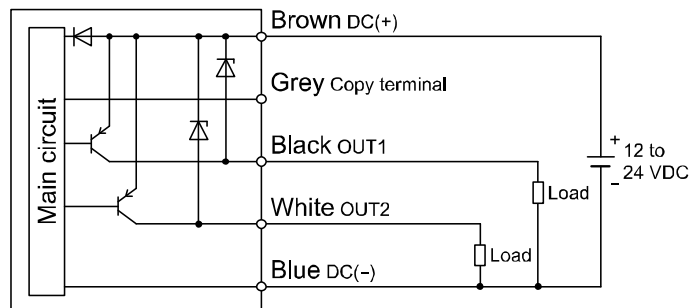 Main circuit
Brown DC(+)
Grey Copy terminal
Black OUT1
White OUT2
Blue DC(−)
Load
Load
+
12 to
24 VDC
−